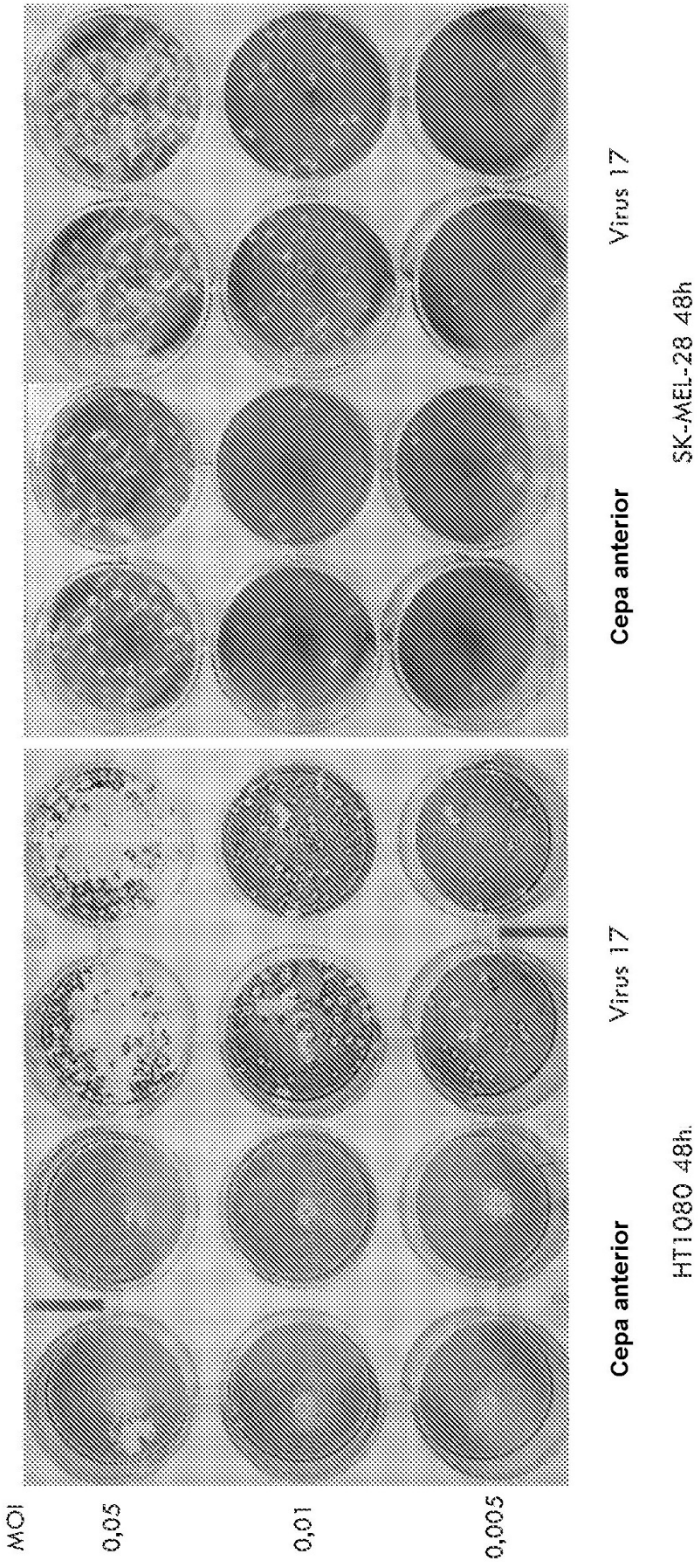 MOI
0,05
0,01
0,005
Cepa anterior
Virus 17
HT1080 48h.
Cepa anterior
Virus 17
SK-MEL-28 48h